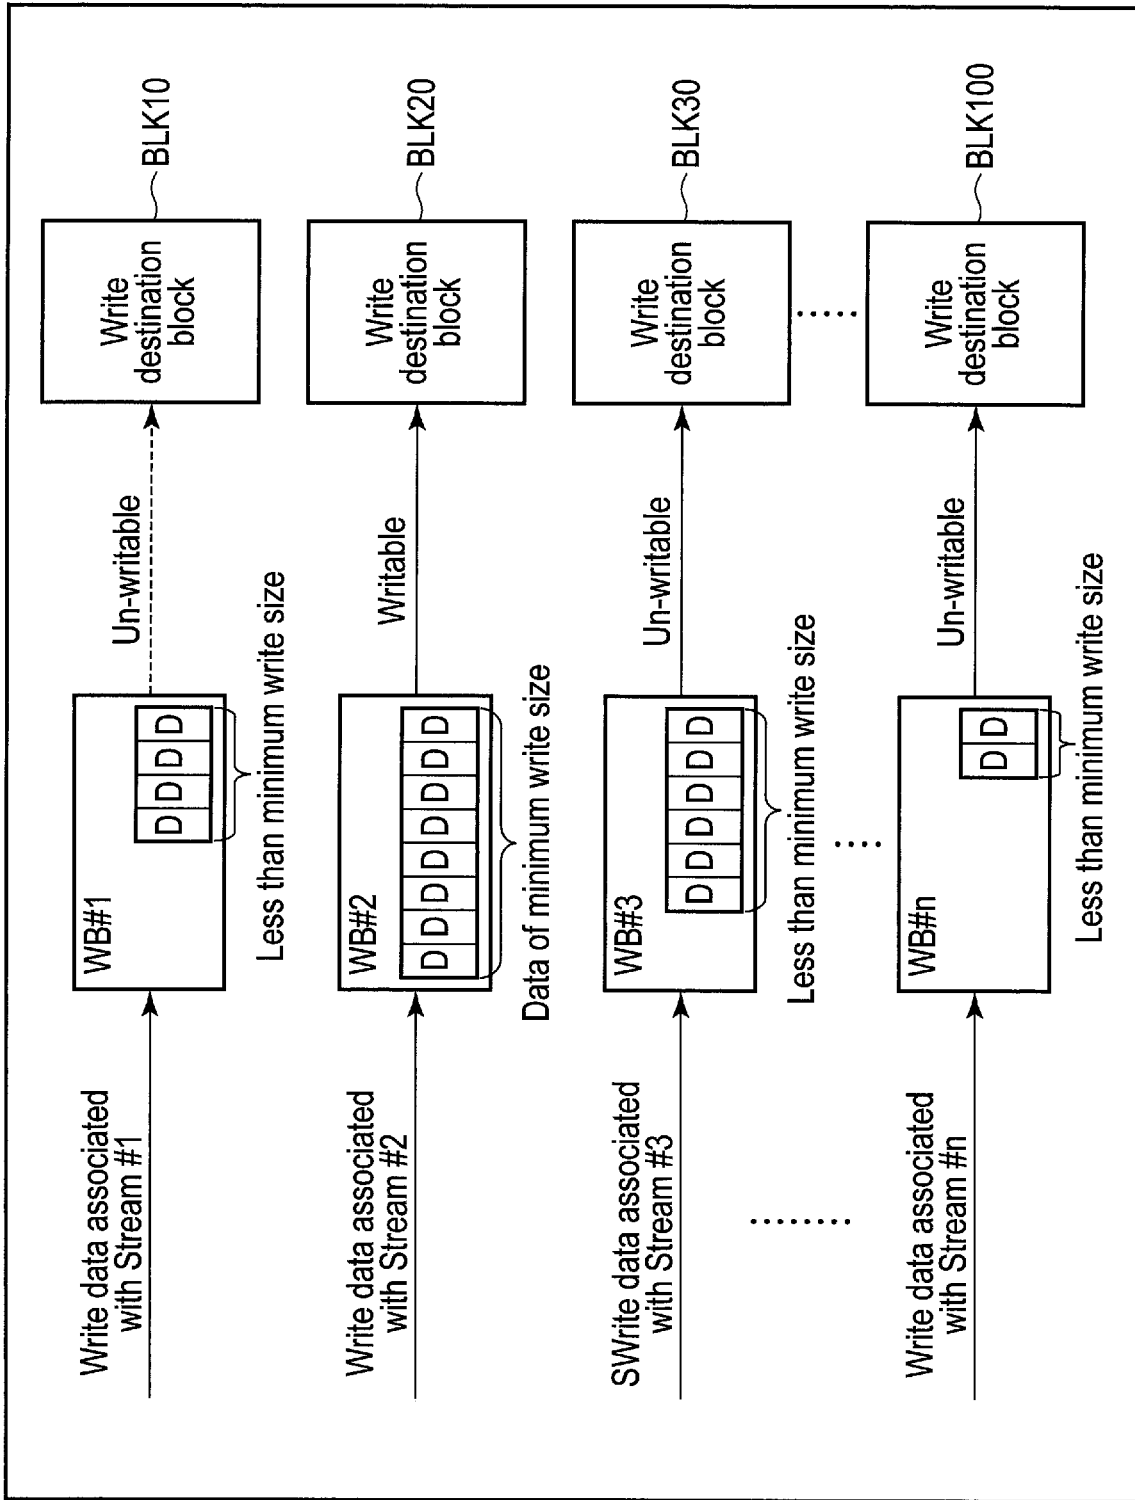 Write data associated
with Stream #1
WB#1
D D D D
Less than minimum write size
Un-writable
Write
destination
block
BLK10
Write data associated
with Stream #2
WB#2
D D D D D D D D
Data of minimum write size
Writable
Write
destination
block
BLK20
SWrite data associated
with Stream #3
WB#3
D D D D D D
Less than minimum write size
Un-writable
Write
destination
block
BLK30
Write data associated
with Stream #n
WB#n
D D
Less than minimum write size
Un-writable
Write
destination
block
BLK100